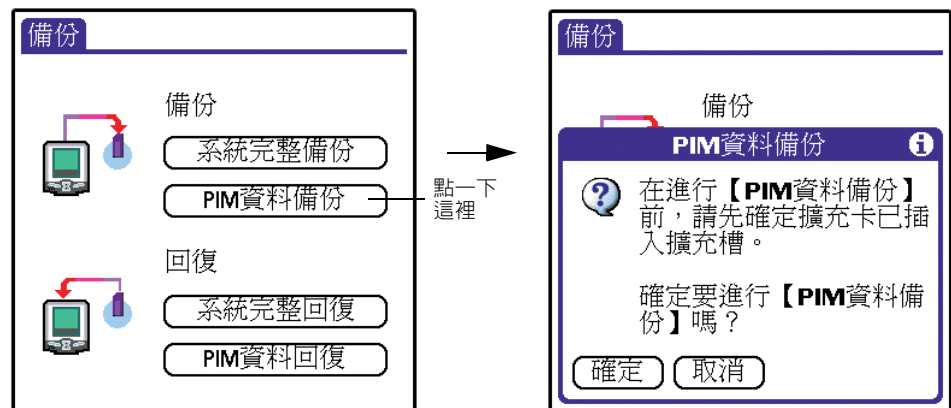 備份
備份
系統完整備份
PIM資料備份
點一下
這裡
回復
系統完整回復
PIM資料回復
備份
備份
PIM資料備份
在進行【PIM資料備份】
前，請先確定擴充卡已插
入擴充槽。
確定要進行【PIM資料備
份】嗎？
確定
取消